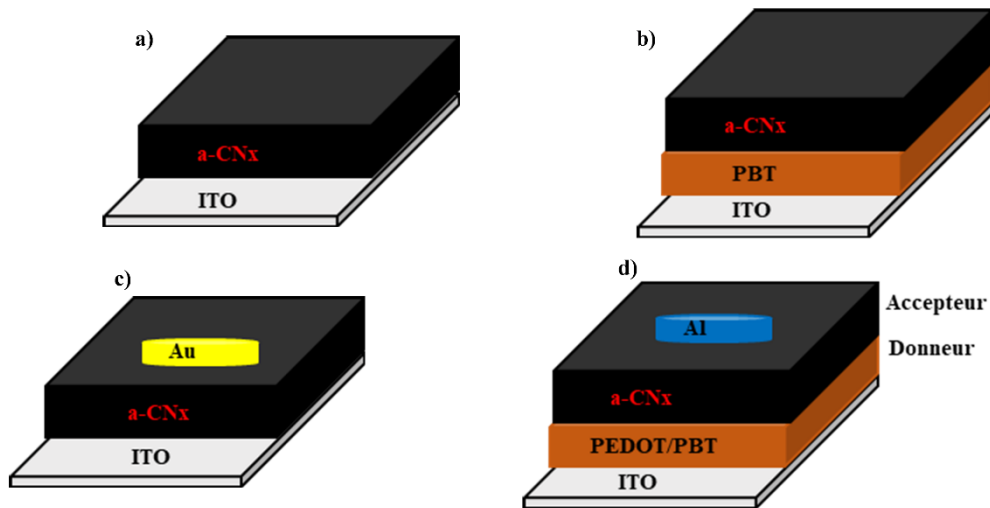 a)
a-CNx
ITO
b)
a-CNx
PBT
ITO
c)
Au
a-CNx
ITO
d)
Al
Accepteur
Donneur
a-CNx
PEDOT/PBT
ITO